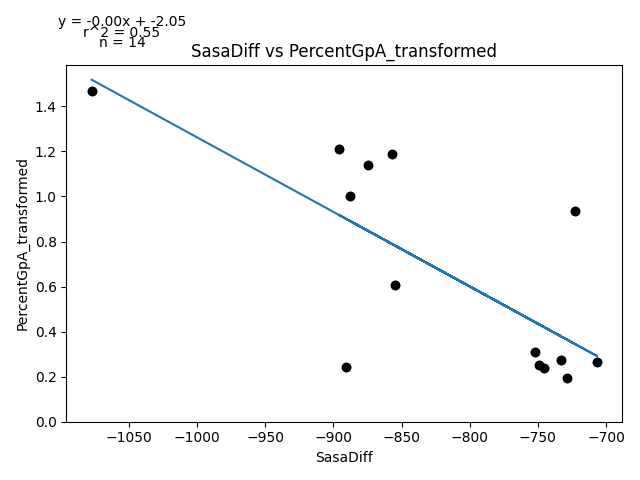 y = -0.00x + -2.05
r^2 = 0.55
n = 14
SasaDiff vs PercentGpA_transformed
PercentGpA_transformed
1.4
1.2
1.0
0.8
0.6
0.4
0.2
0.0
−1050 −1000 −950 −900 −850 −800 −750 −700
SasaDiff